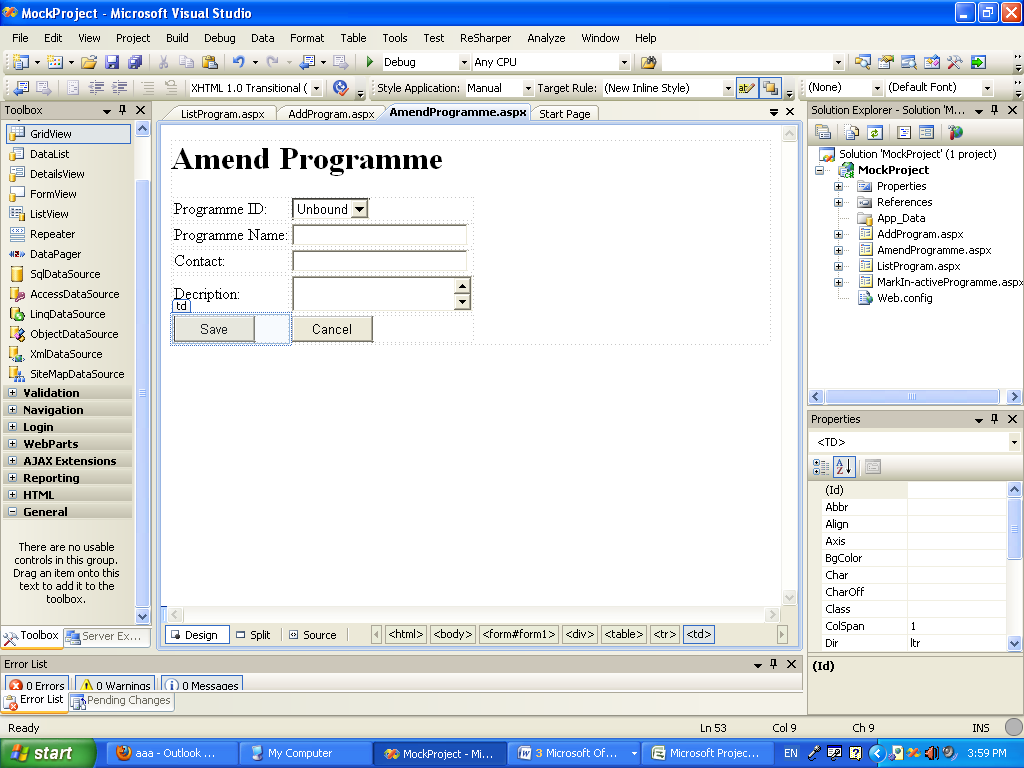 MockProject - Microsoft Visual Studio
File Edit View Project Build Debug Data Format Table Tools Test ReSharper Analyze Window Help
Debug Any CPU
XHTML 1.0 Transitional ( Style Application: Manual Target Rule: (New Inline Style) (None) (Default Font)
Toolbox
GridView
DataList
DetailsView
FormView
ListView
Repeater
DataPager
SqlDataSource
AccessDataSource
LinqDataSource
ObjectDataSource
XmlDataSource
SiteMapDataSource
Validation
Navigation
Login
WebParts
AJAX Extensions
Reporting
HTML
General
There are no usable
controls in this group.
Drag an item onto this
text to add it to the
toolbox.
Toolbox Server Ex...
ListProgram.aspx AddProgram.aspx AmendProgramme.aspx Start Page
Amend Programme
Programme ID: Unbound
Programme Name:
Contact:
Decription:
td
Save Cancel
Design Split Source <html> <body> <form#form1> <div> <table> <tr> <td>
Solution Explorer - Solution 'M...
Solution 'MockProject' (1 project)
MockProject
Properties
References
App_Data
AddProgram.aspx
AmendProgramme.aspx
ListProgram.aspx
MarkIn-activeProgramme.aspx
Web.config
Properties
<TD>
(Id)
Abbr
Align
Axis
BgColor
Char
CharOff
Class
ColSpan 1
Dir ltr
(Id)
Error List
0 Errors 0 Warnings 0 Messages
Error List Pending Changes
Ready Ln 53 Col 9 Ch 9 INS
start aaa - Outlook ... My Computer MockProject - Mi... 3 Microsoft Of... Microsoft Projec... EN 3:59 PM